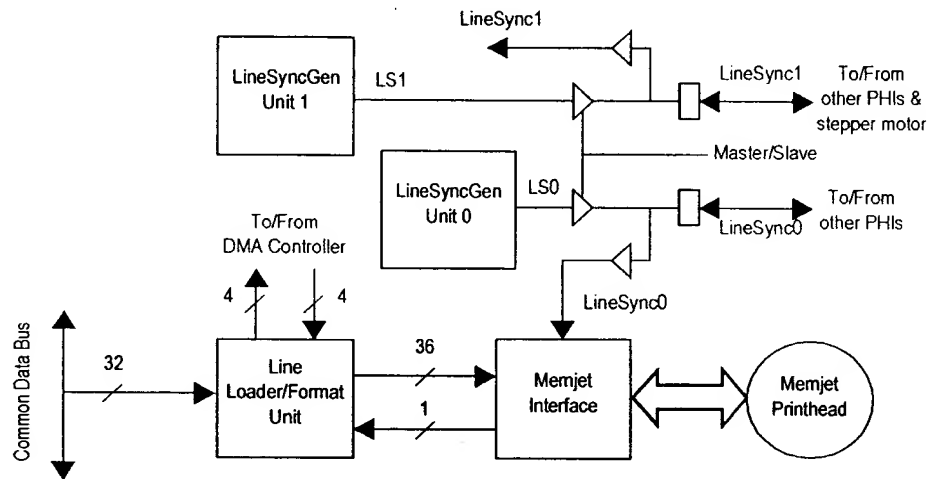 LineSync1
LineSyncGen
Unit 1
LS1
LineSync1
To/From
other PHIs &
stepper motor
Master/Slave
LineSyncGen
Unit 0
LS0
To/From
other PHIs
LineSync0
To/From
DMA Controller
4
4
LineSync0
Common Data Bus
32
Line
Loader/Format
Unit
36
1
Memjet
Interface
Memjet
Printhead